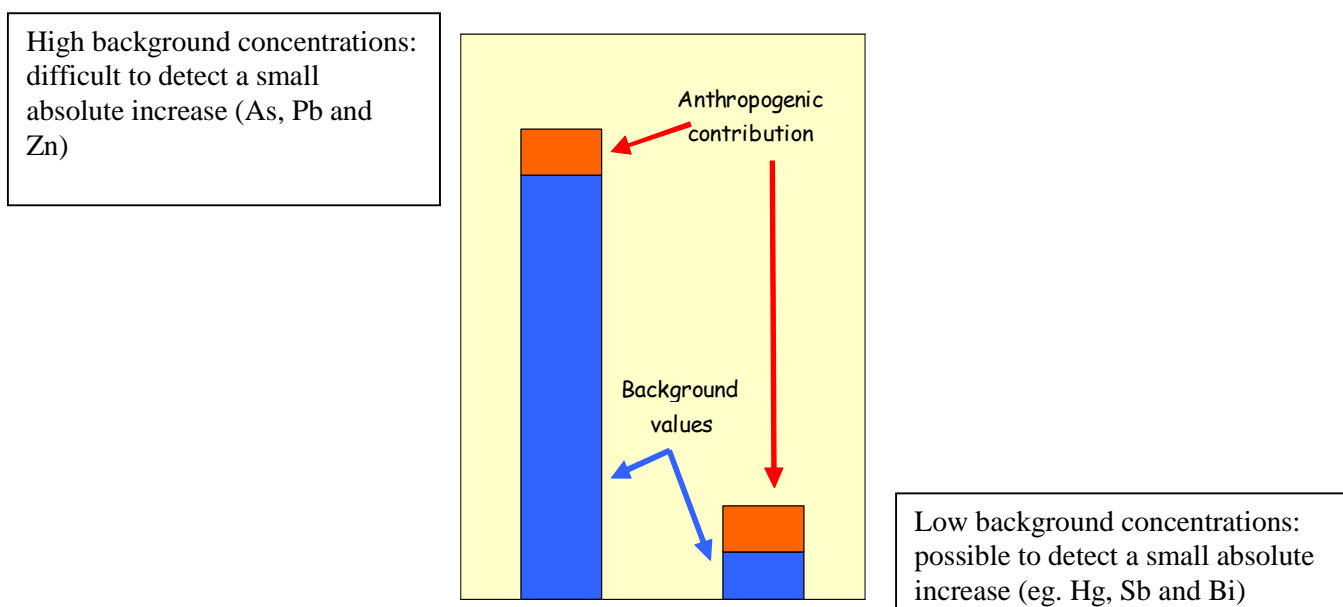 High background concentrations:
difficult to detect a small
absolute increase (As, Pb and
Zn)
Anthropogenic
contribution
Background
values
Low background concentrations:
possible to detect a small absolute
increase (eg. Hg, Sb and Bi)